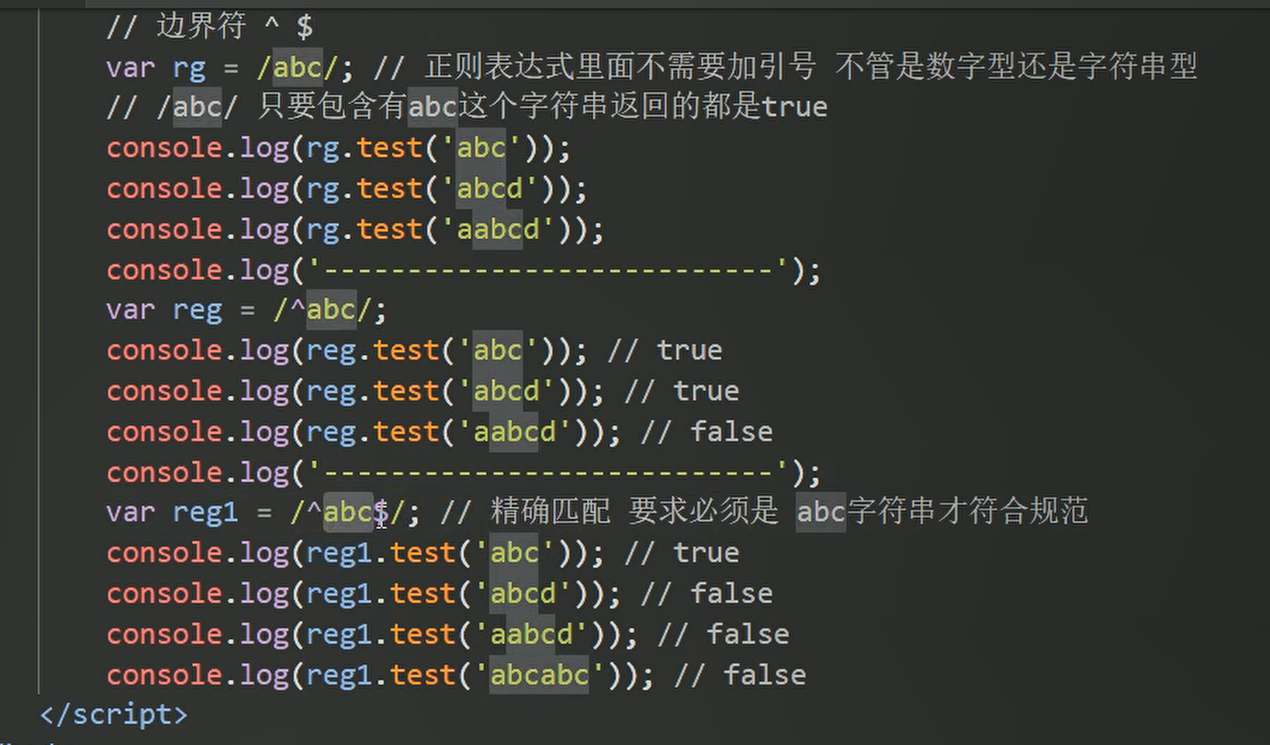 // 边界符 ^ $
var rg = /abc/; // 正则表达式里面不需要加引号 不管是数字型还是字符串型
// /abc/ 只要包含有abc这个字符串返回的都是true
console.log(rg.test('abc'));
console.log(rg.test('abcd'));
console.log(rg.test('aabcd'));
console.log('---------------------------');
var reg = /^abc/;
console.log(reg.test('abc')); // true
console.log(reg.test('abcd')); // true
console.log(reg.test('aabcd')); // false
console.log('---------------------------');
var reg1 = /^abc$/; // 精确匹配 要求必须是 abc字符串才符合规范
console.log(reg1.test('abc')); // true
console.log(reg1.test('abcd')); // false
console.log(reg1.test('aabcd')); // false
console.log(reg1.test('abcabc')); // false
</script>